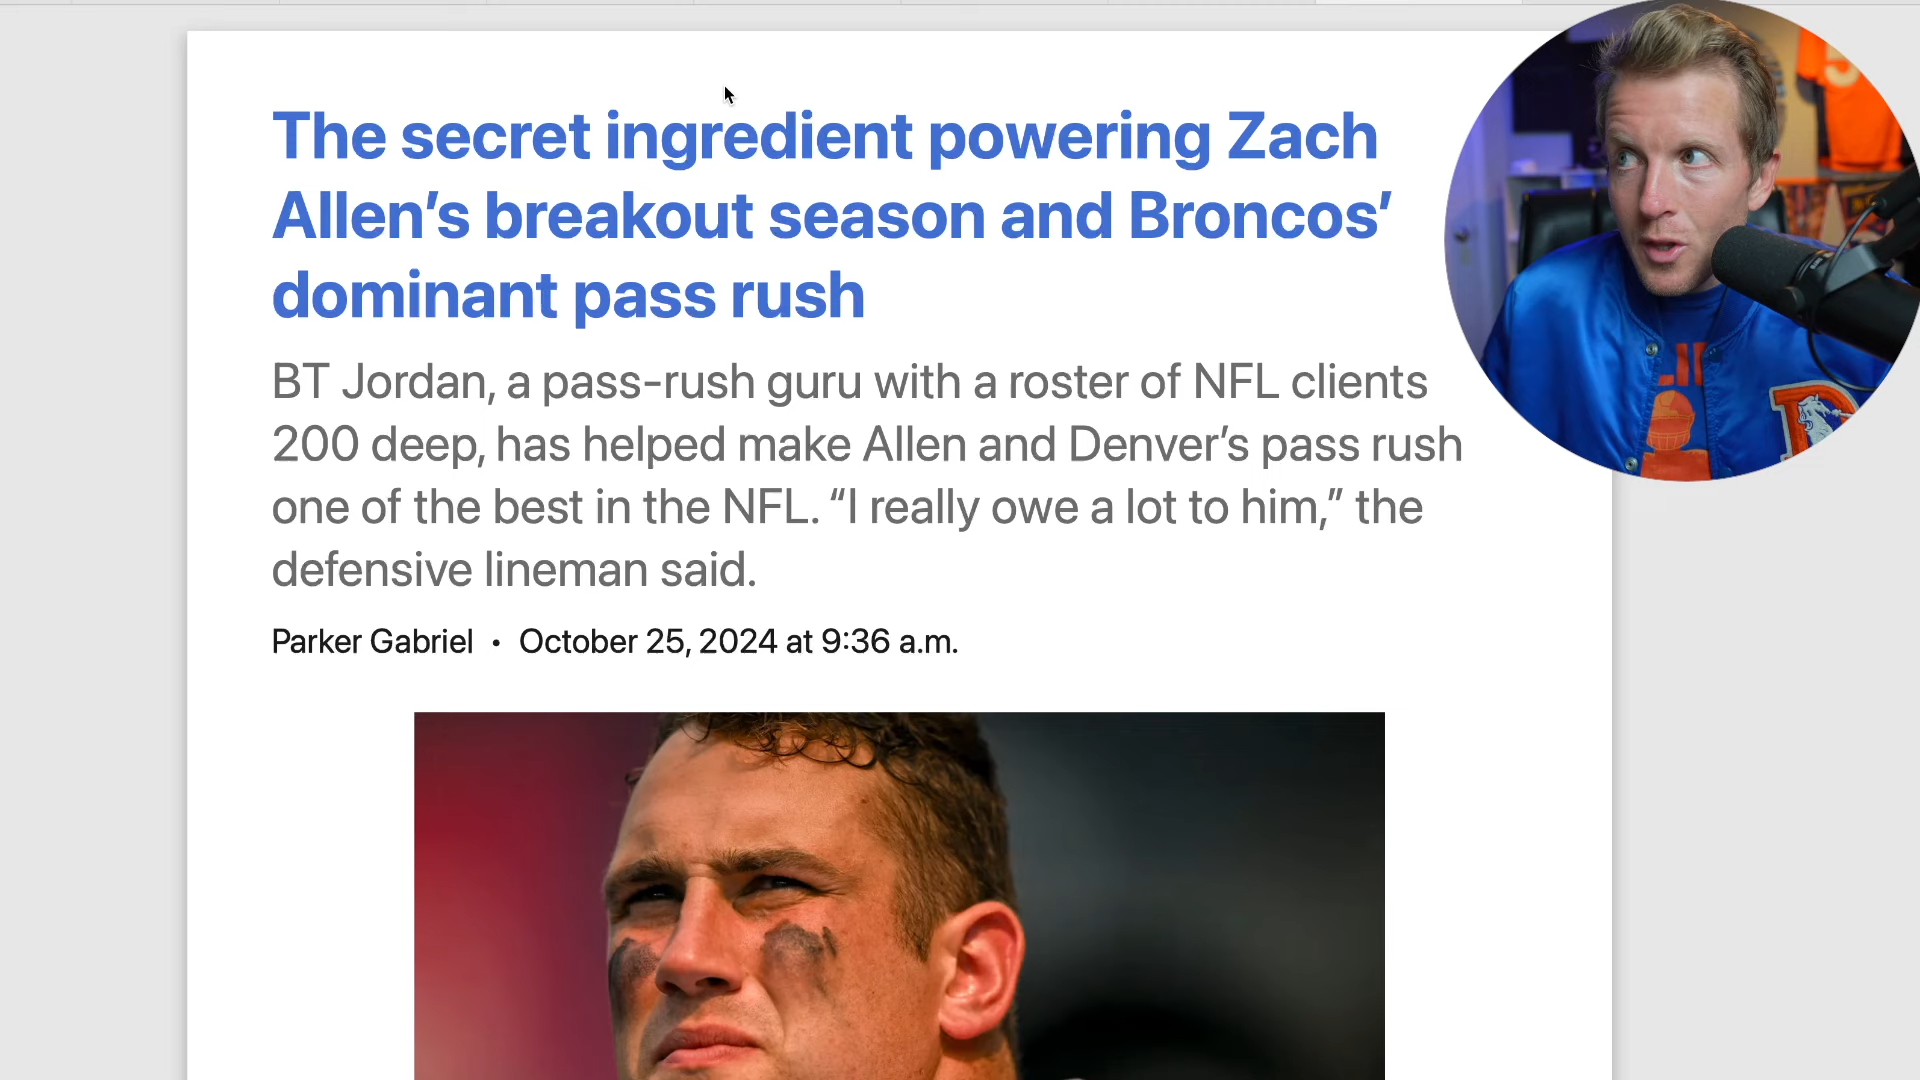 The secret ingredient powering Zach
Allen’s breakout season and Broncos’
dominant pass rush
BT Jordan, a pass-rush guru with a roster of NFL clients
200 deep, has helped make Allen and Denver’s pass rush
one of the best in the NFL. “I really owe a lot to him,” the
defensive lineman said.
Parker Gabriel • October 25, 2024 at 9:36 a.m.